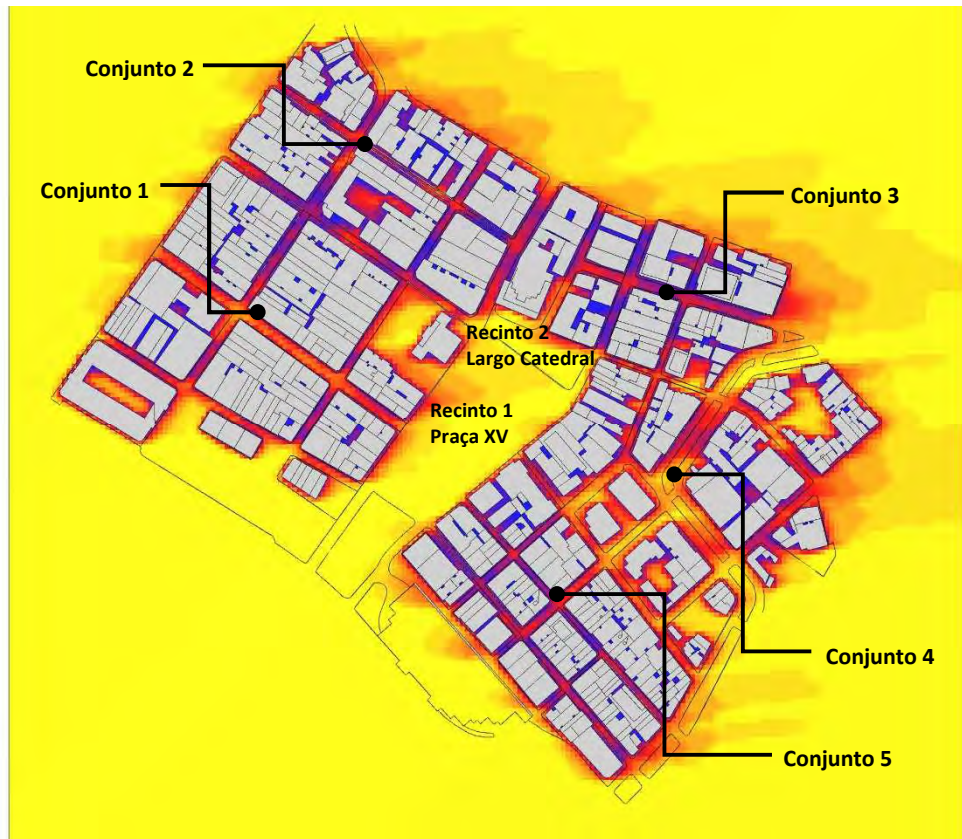 Conjunto 2
Conjunto 1
Conjunto 3
Recinto 2
Largo Catedral
Recinto 1
Praça XV
Conjunto 4
Conjunto 5